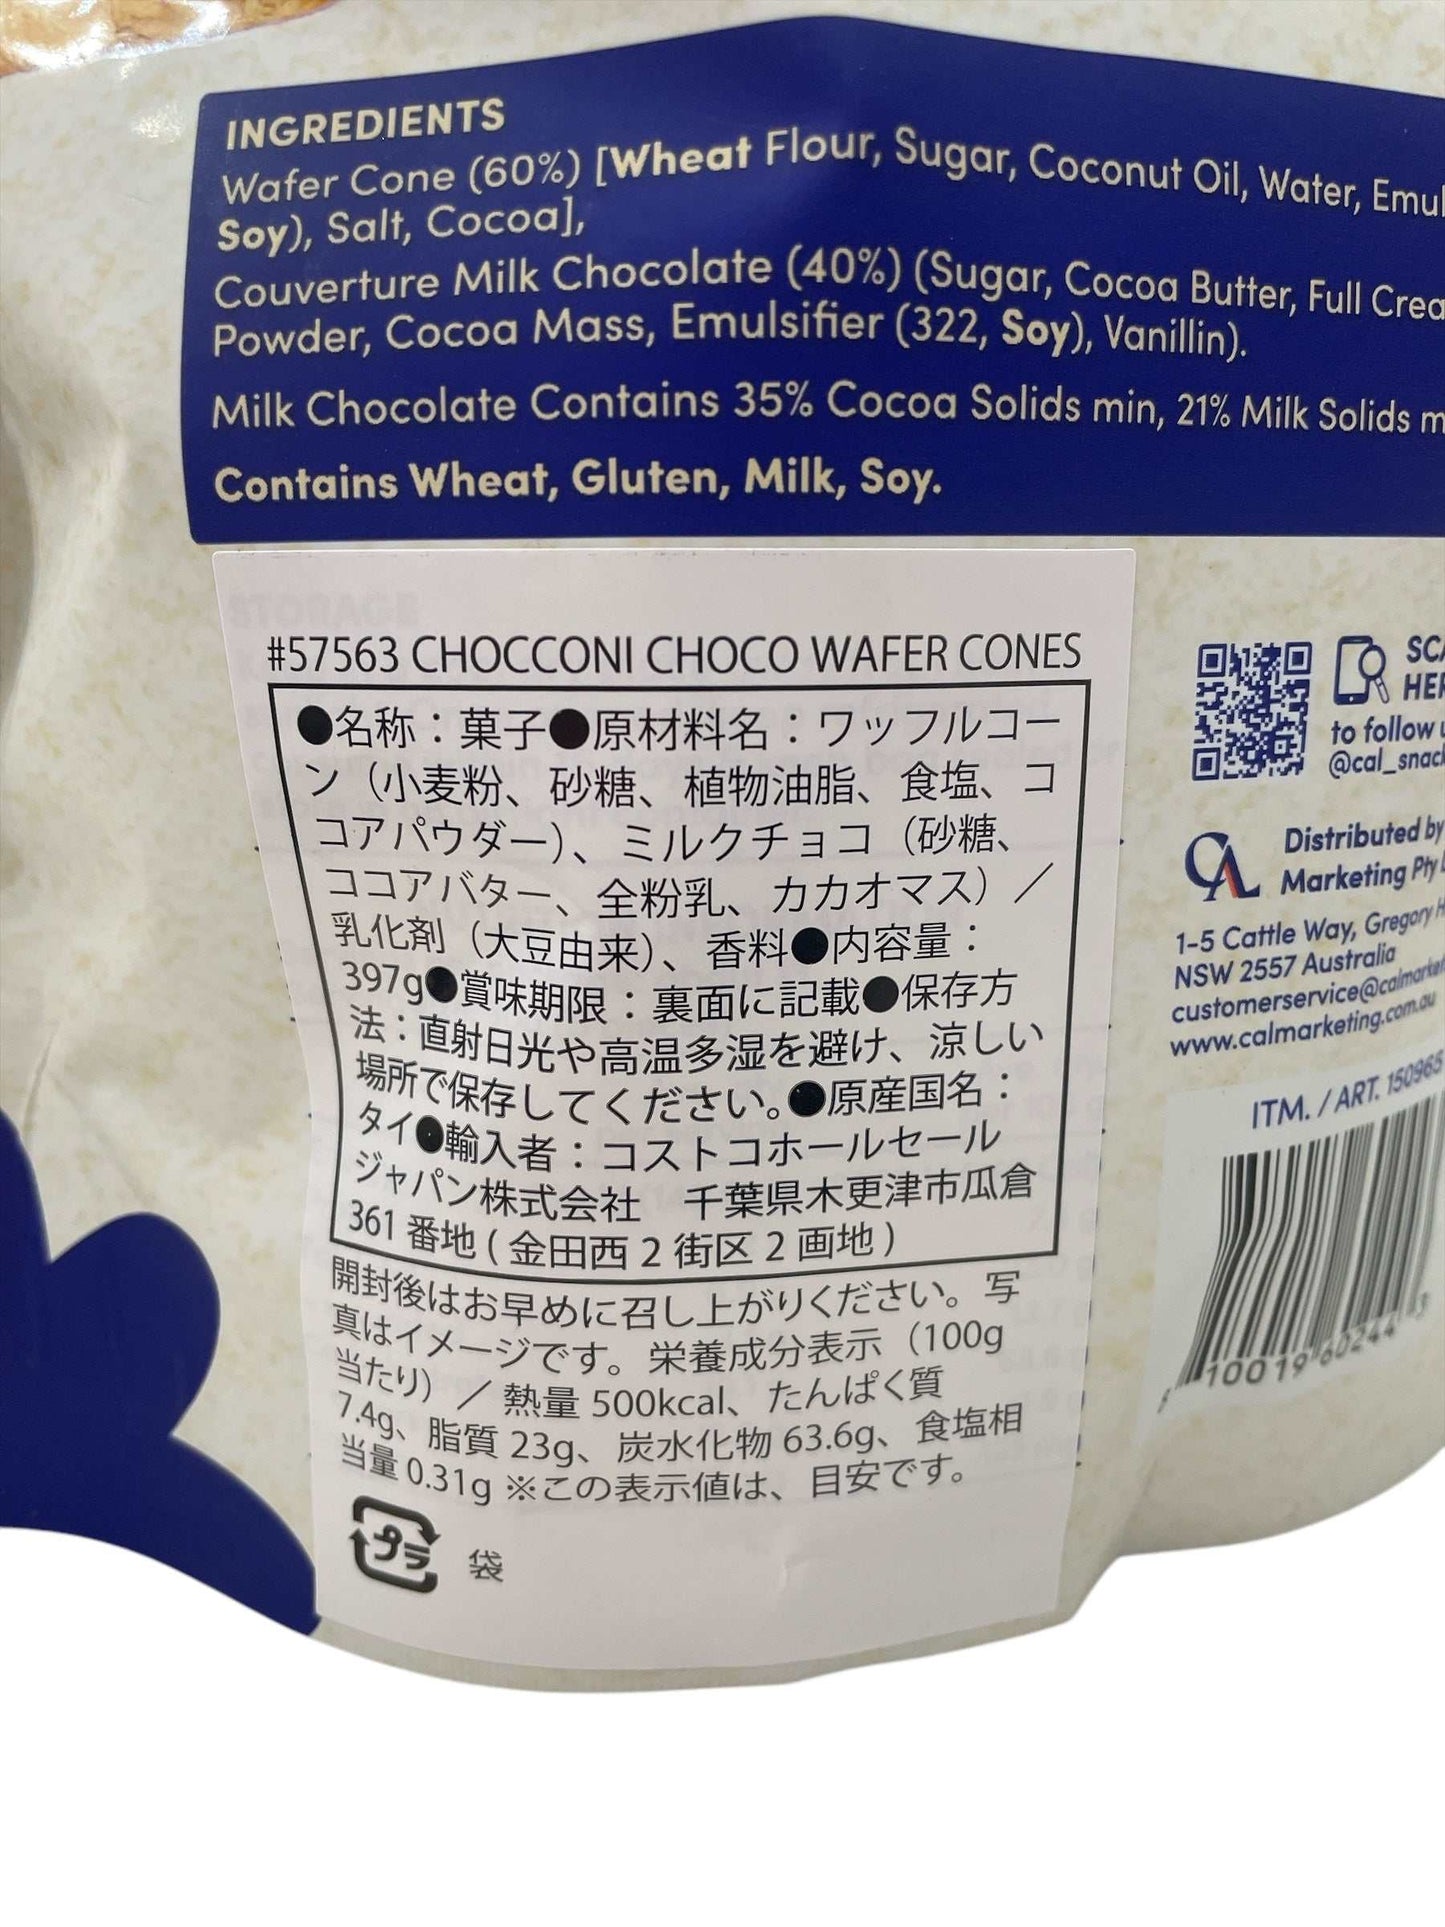 INGREDIENTS
Wafer Cone (60%) [Wheat Flour, Sugar, Coconut Oil, Water,
Soy), Salt, Cocoa],
Couverture Milk Chocolate (40%) (Sugar, Cocoa Butter, Full
Powder, Cocoa Mass, Emulsifier (322, Soy), Vanillin).
Milk Chocolate Contains 35% Cocoa Solids min, 21% Milk Solids
Contains Wheat, Gluten, Milk, Soy.
STORAGE
#57563 CHOCCONI CHOCO WAFER CONES
●名称：菓子●原材料名：ワッフルコー
ン（小麦粉、砂糖、植物油脂、食塩、コ
コアパウダー）、ミルクチョコ（砂糖、
ココアバター、全粉乳、カカオマス）／
乳化剤（大豆由来）、香料●内容量：
397g●賞味期限：裏面に記載●保存方
法：直射日光や高温多湿を避け、涼しい
場所で保存してください。●原産国名：
タイ●輸入者：コストコホールセール
ジャパン株式会社　千葉県木更津市瓜倉
361 番地 ( 金田西 2 街区 2 画地 )
開封後はお早めに召し上がりください。写
真はイメージです。栄養成分表示（100g
当たり）／熱量 500kcal、たんぱく質
7.4g、脂質 23g、炭水化物 63.6g、食塩相
当量 0.31g ※この表示値は、目安です。
プラ 袋
to follow
Distributed by
CAL
Marketing Pty
1-5 Cattle Way, Gregory
NSW 2557 Australia
www.calmarketing.com.au
ITM. / ART. 150965